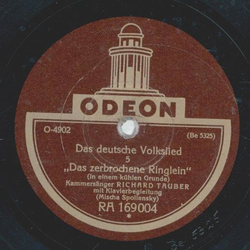 ODEON
O-4902 (Be 5325)
Das deutsche Volkslied
5
„Das zerbrochene Ringlein"
(In einem kühlen Grunde)
Kammersänger RICHARD TAUBER
mit Klavierbegleitung
(Mischa Spoliansky)
RA 169004